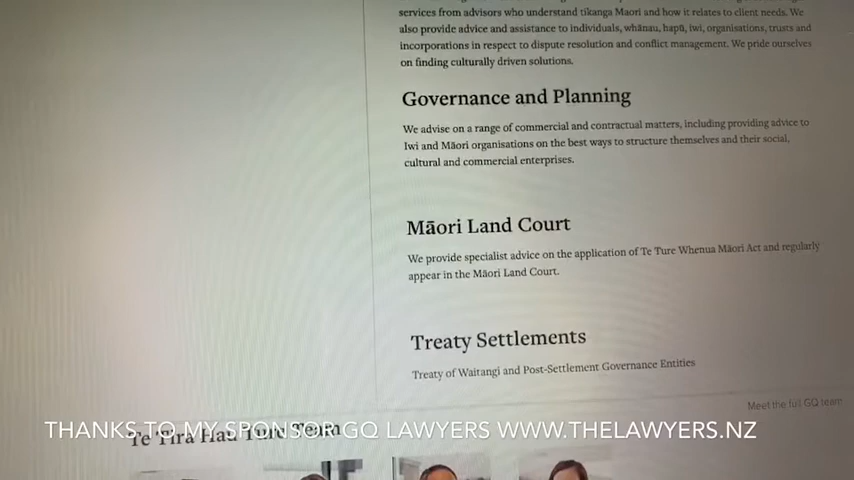 services from advisors who understand tikanga Maori and how it relates to client needs. We
also provide advice and assistance to individuals, whānau, hapū, iwi, organisations, trusts and
incorporations in respect to dispute resolution and conflict management. We pride ourselves
on finding culturally driven solutions.
Governance and Planning
We advise on a range of commercial and contractual matters, including providing advice to
Iwi and Māori organisations on the best ways to structure themselves and their social,
cultural and commercial enterprises.
Māori Land Court
We provide specialist advice on the application of Te Ture Whenua Māori Act and regularly
appear in the Māori Land Court.
Treaty Settlements
Treaty of Waitangi and Post-Settlement Governance Entities
Meet the full GQ team
Te Tira Hau Ture Team
THANKS TO MY SPONSOR GQ LAWYERS WWW.THELAWYERS.NZ